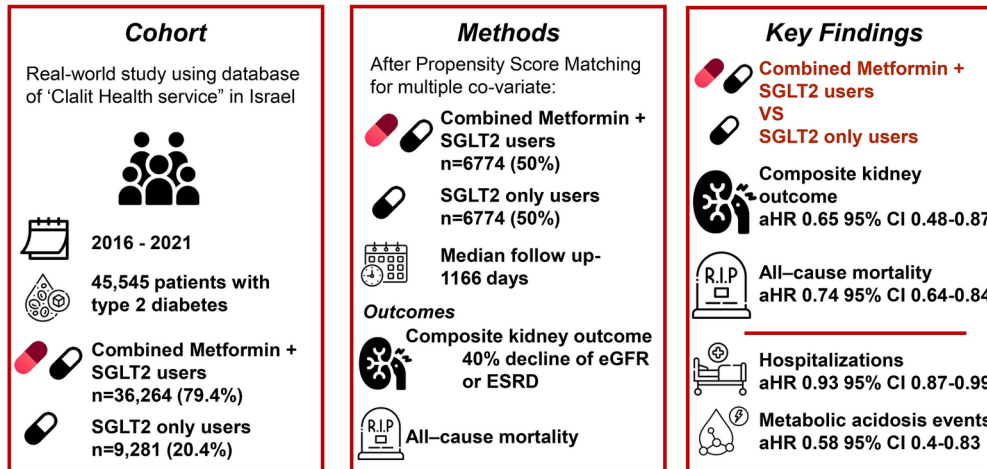 Cohort
Real-world study using database
of ‘Clalit Health service” in Israel
2016 - 2021
45,545 patients with
type 2 diabetes
Combined Metformin +
SGLT2 users
n=36,264 (79.4%)
SGLT2 only users
n=9,281 (20.4%)
Methods
After Propensity Score Matching
for multiple co-variate:
Combined Metformin +
SGLT2 users
n=6774 (50%)
SGLT2 only users
n=6774 (50%)
Median follow up-
1166 days
Outcomes
Composite kidney outcome
40% decline of eGFR
or ESRD
R.I.P
All–cause mortality
Key Findings
Combined Metformin +
SGLT2 users
VS
SGLT2 only users
Composite kidney
outcome
aHR 0.65 95% CI 0.48-0.87
R.I.P
All–cause mortality
aHR 0.74 95% CI 0.64-0.84
Hospitalizations
aHR 0.93 95% CI 0.87-0.99
Metabolic acidosis events
aHR 0.58 95% CI 0.4-0.83